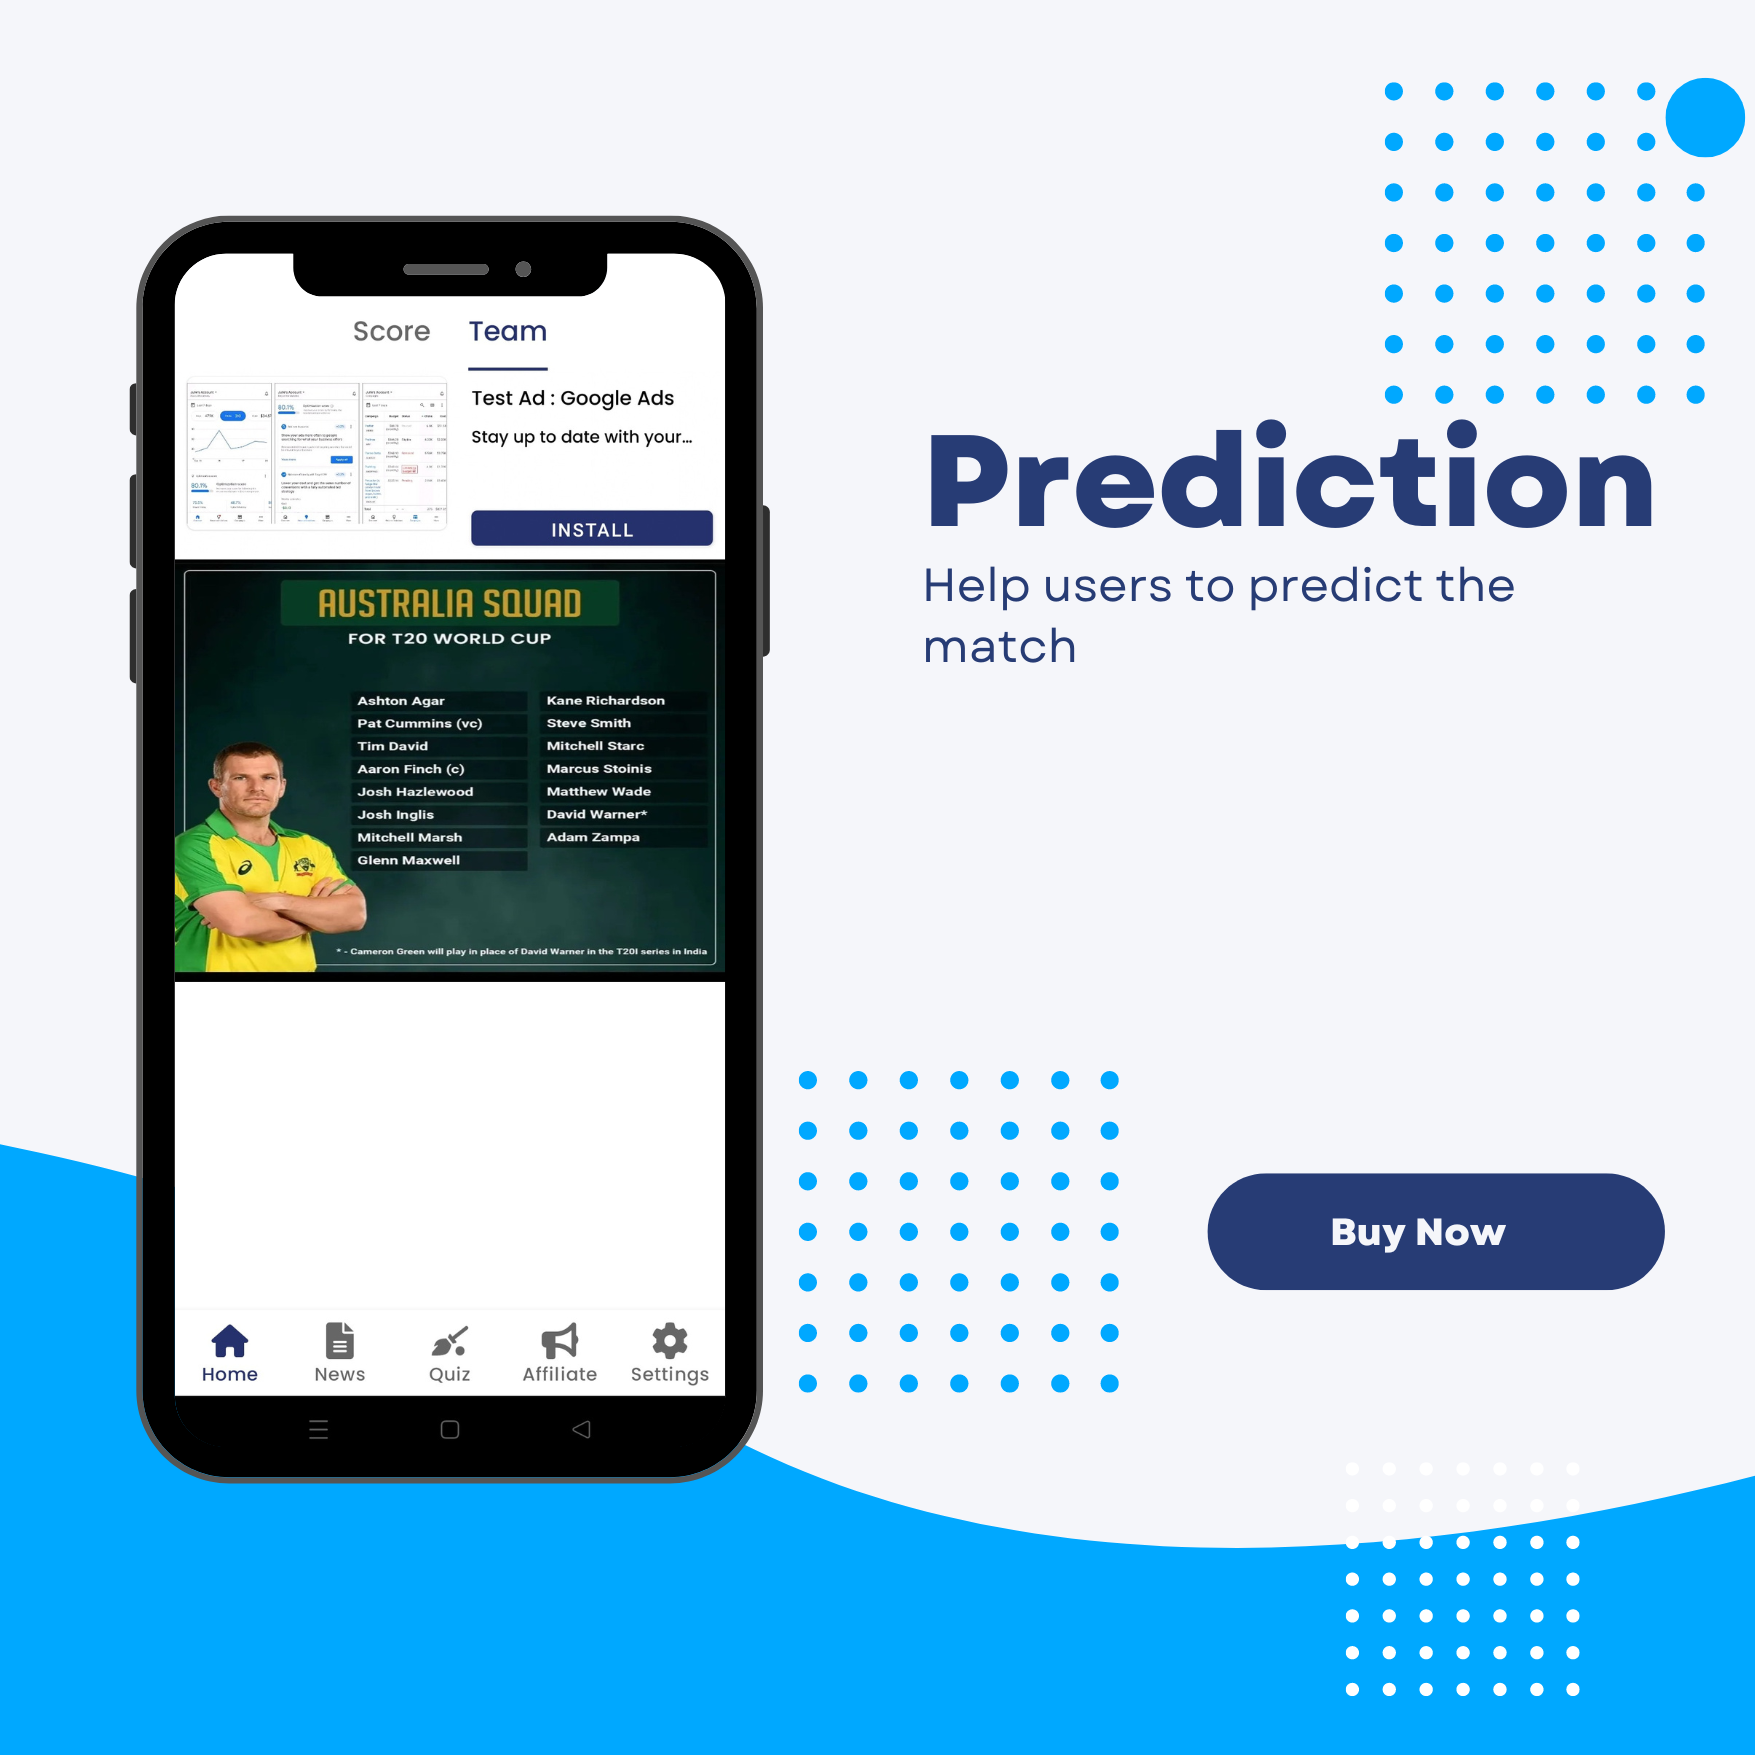 Score Team
Test Ad : Google Ads
Stay up to date with your...
INSTALL
AUSTRALIA SQUAD
FOR T20 WORLD CUP
Ashton Agar
Pat Cummins (vc)
Tim David
Aaron Finch (c)
Josh Hazlewood
Josh Inglis
Mitchell Marsh
Glenn Maxwell
Kane Richardson
Steve Smith
Mitchell Starc
Marcus Stoinis
Matthew Wade
David Warner*
Adam Zampa
* - Cameron Green will play in place of David Warner in the T20I series in India
Home News Quiz Affiliate Settings
Prediction
Help users to predict the
match
Buy Now